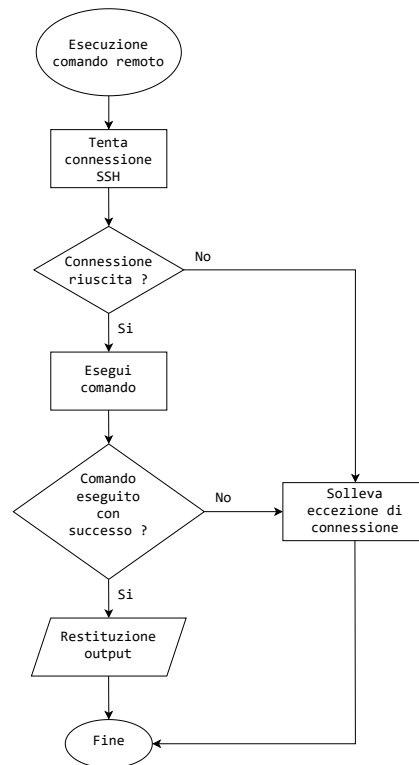 Esecuzione
comando remoto
Tenta
connessione
SSH
Connessione
riuscita ?
No
Si
Esegui
comando
Comando
eseguito
con
successo ?
No
Solleva
eccezione di
connessione
Si
Restituzione
output
Fine